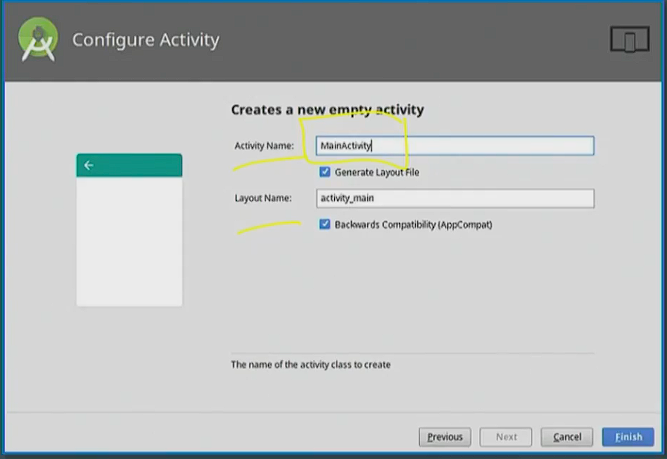 Configure Activity
Creates a new empty activity
Activity Name: MainActivity
Generate Layout File
Layout Name: activity_main
Backwards Compatibility (AppCompat)
The name of the activity class to create
Previous Next Cancel Finish